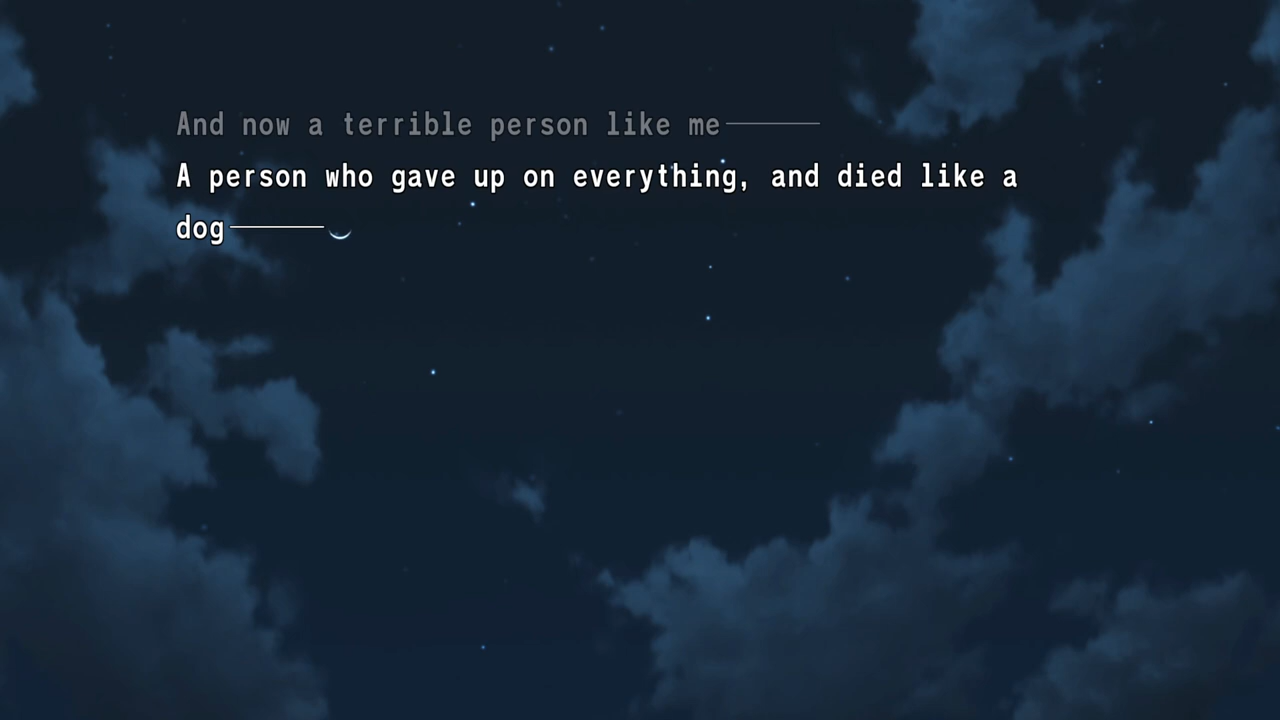 And now a terrible person like me———
A person who gave up on everything, and died like a
dog———